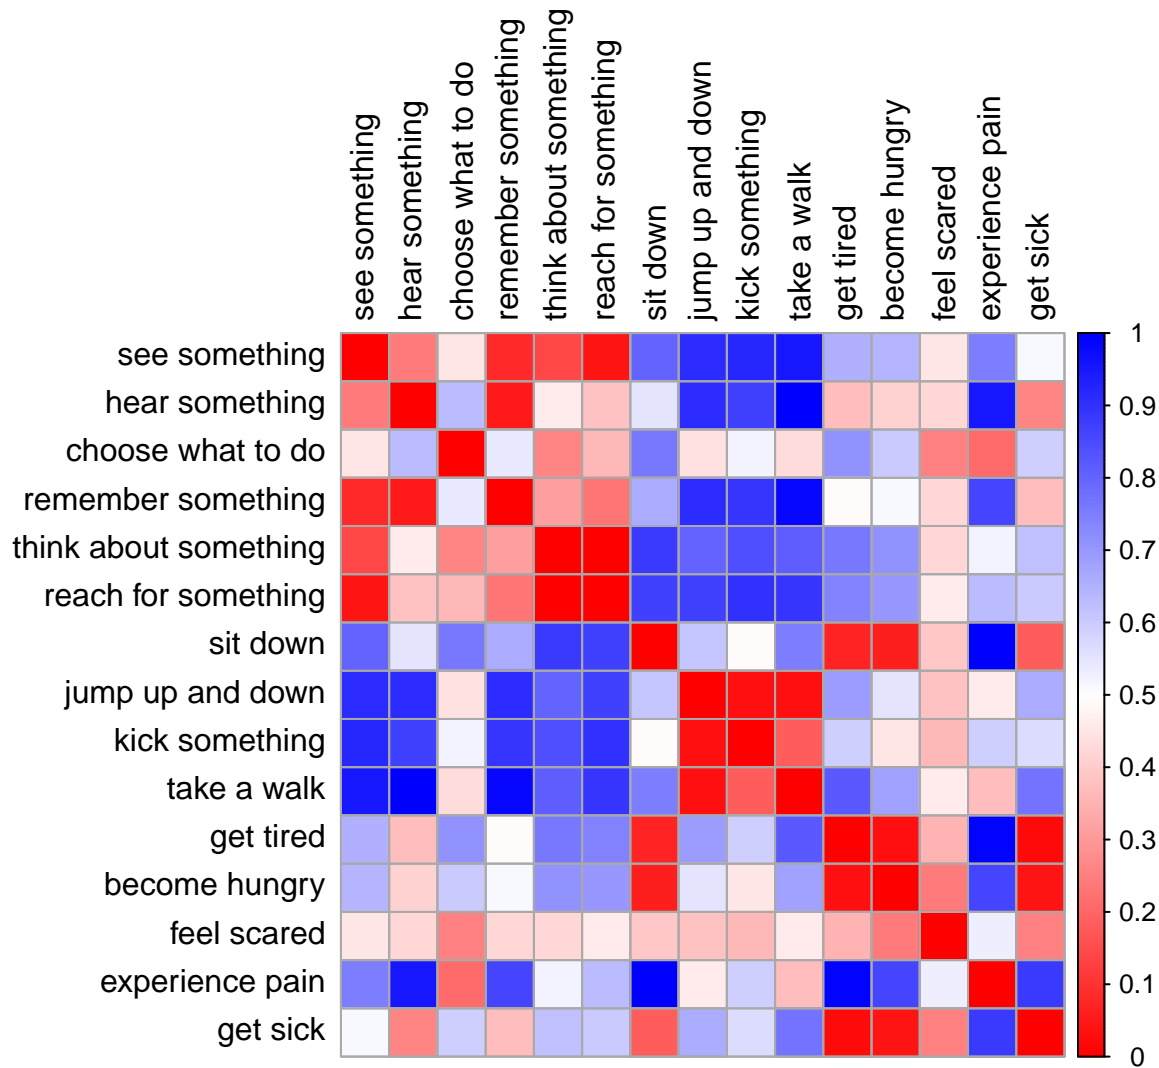 see something
hear something
choose what to do
remember something
think about something
reach for something
sit down
jump up and down
kick something
take a walk
get tired
become hungry
feel scared
experience pain
get sick
see something
hear something
choose what to do
remember something
think about something
reach for something
sit down
jump up and down
kick something
take a walk
get tired
become hungry
feel scared
experience pain
get sick
1
0.9
0.8
0.7
0.6
0.5
0.4
0.3
0.2
0.1
0